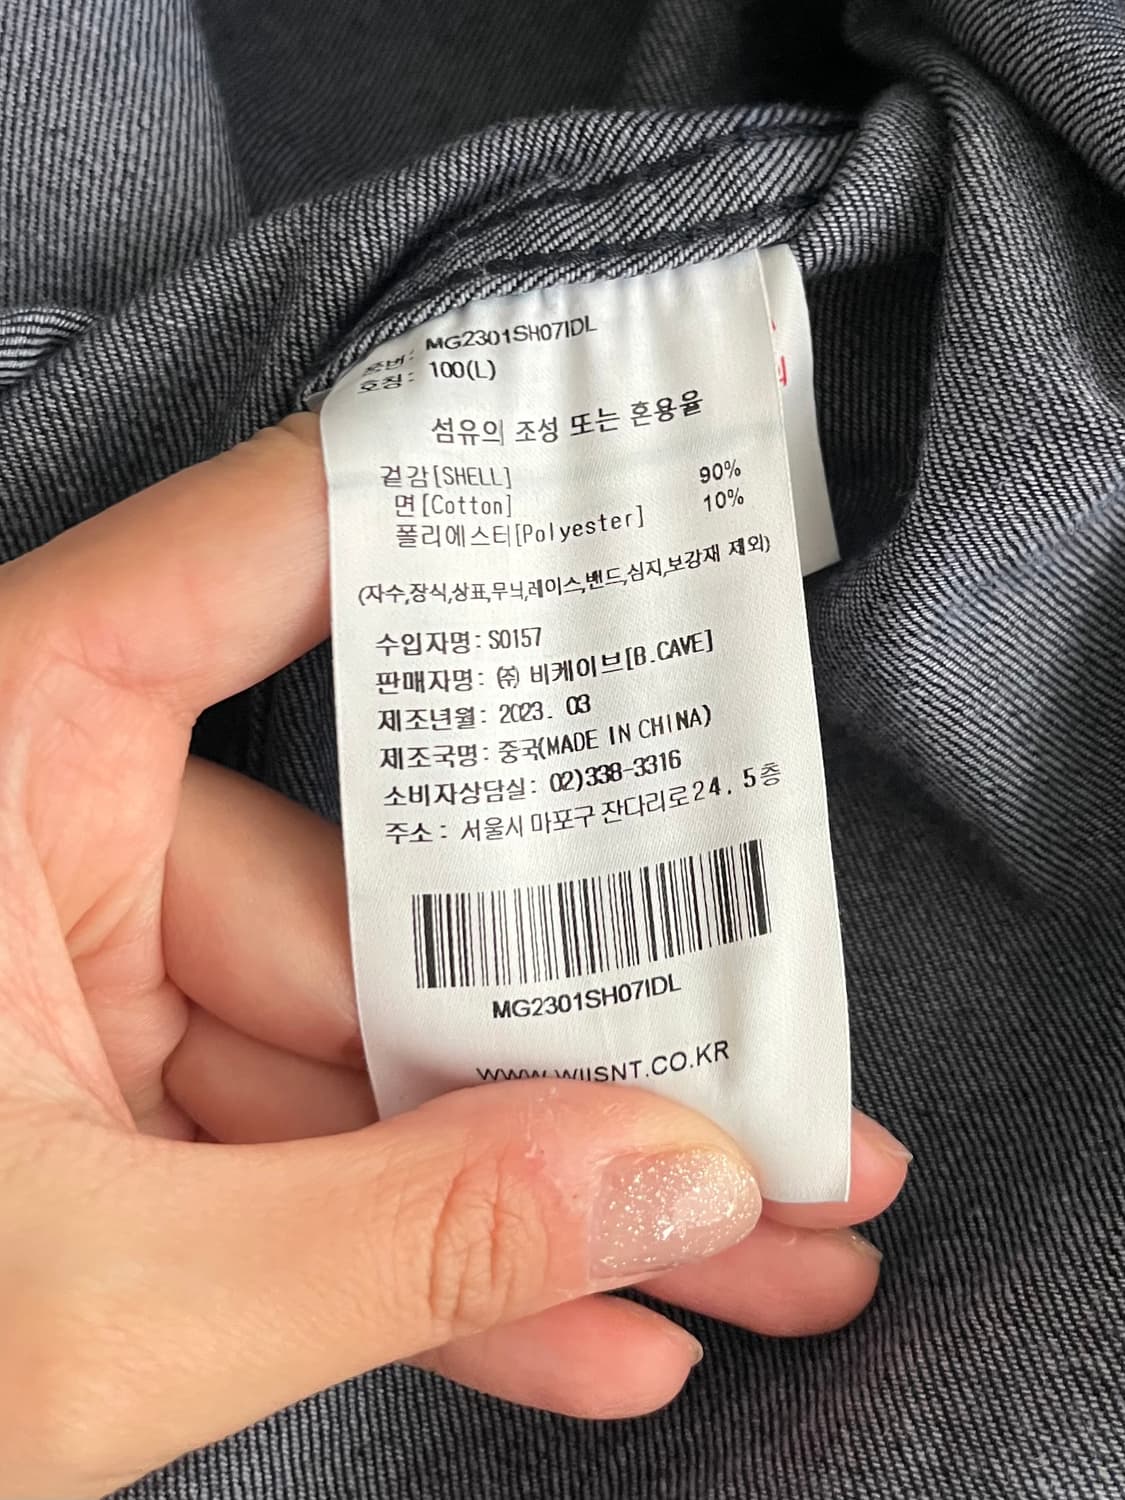 품번: MG2301SH07IDL
호칭: 100(L)
섬유의 조성 또는 혼용율
겉감[SHELL]
면[Cotton] 90%
폴리에스터[Polyester] 10%
(자수,장식,상표,무늬,레이스,밴드,심지,보강재 제외)
수입자명: S0157
판매자명: ㈜ 비케이브[B.CAVE]
제조년월: 2023. 03
제조국명: 중국(MADE IN CHINA)
소비자상담실: 02)338-3316
주소: 서울시 마포구 잔다리로24. 5층
MG2301SH07IDL